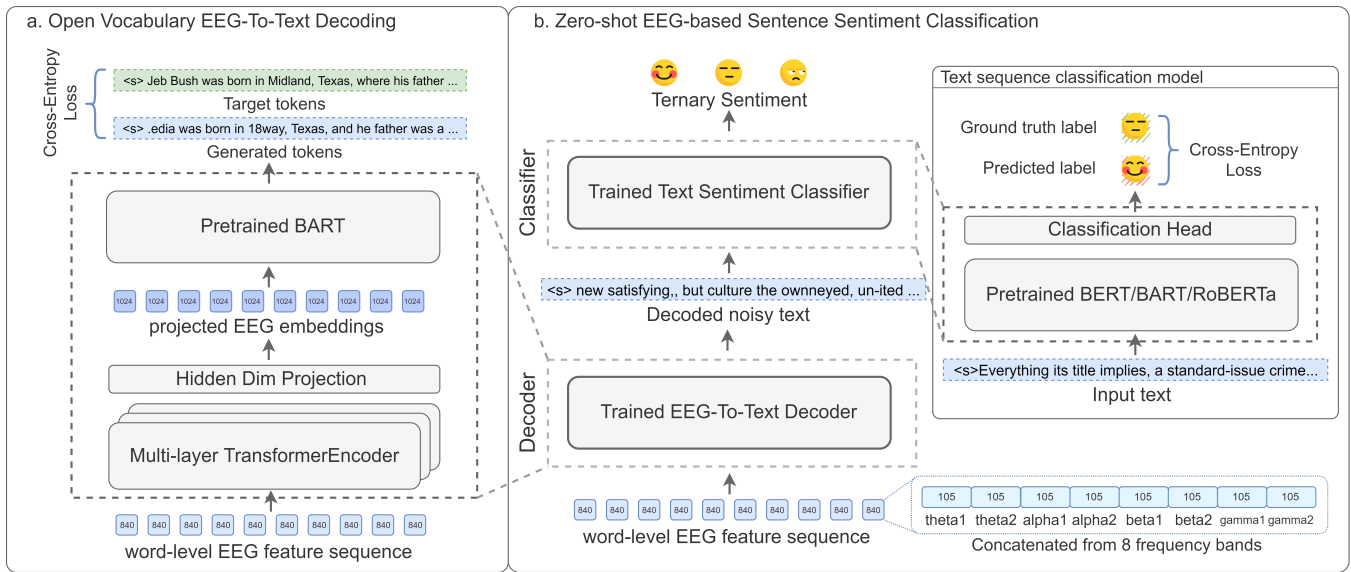 a. Open Vocabulary EEG-To-Text Decoding
Cross-Entropy
Loss
<s> Jeb Bush was born in Midland, Texas, where his father ...
Target tokens
<s> .edia was born in 18way, Texas, and he father was a ...
Generated tokens
Pretrained BART
1024 1024 1024 1024 1024 1024 1024 1024 1024 1024
projected EEG embeddings
Hidden Dim Projection
Multi-layer TransformerEncoder
840 840 840 840 840 840 840 840 840 840
word-level EEG feature sequence
b. Zero-shot EEG-based Sentence Sentiment Classification
Ternary Sentiment
Classifier
Trained Text Sentiment Classifier
<s> new satisfying,, but culture the ownneyed, un-ited ...
Decoded noisy text
Decoder
Trained EEG-To-Text Decoder
840 840 840 840 840 840 840 840 840 840
word-level EEG feature sequence
Text sequence classification model
Ground truth label
Predicted label
Cross-Entropy
Loss
Classification Head
Pretrained BERT/BART/RoBERTa
<s>Everything its title implies, a standard-issue crime...
Input text
105 105 105 105 105 105 105 105
theta1 theta2 alpha1 alpha2 beta1 beta2 gamma1 gamma2
Concatenated from 8 frequency bands